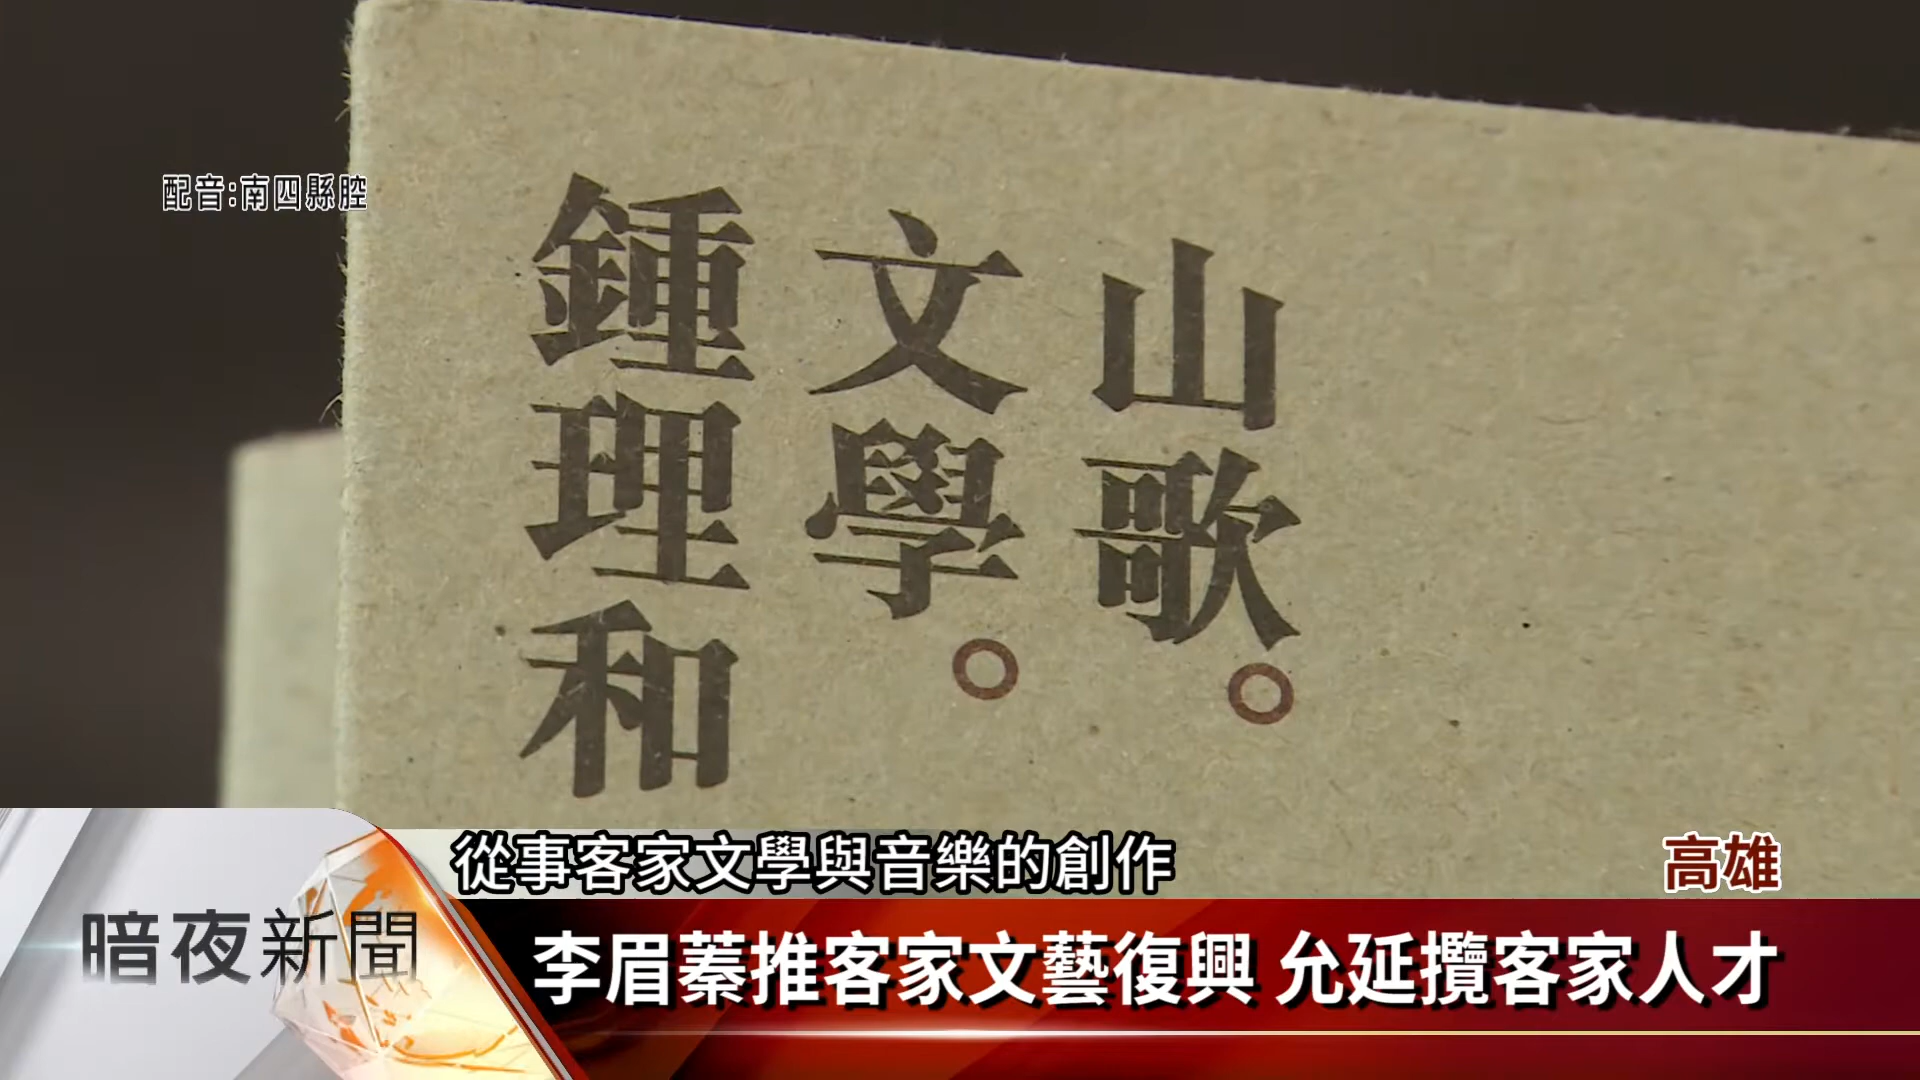 配音:南四縣腔
鍾理和
文學。
山歌。
從事客家文學與音樂的創作
高雄
暗夜新聞
李眉蓁推客家文藝復興 允延攬客家人才